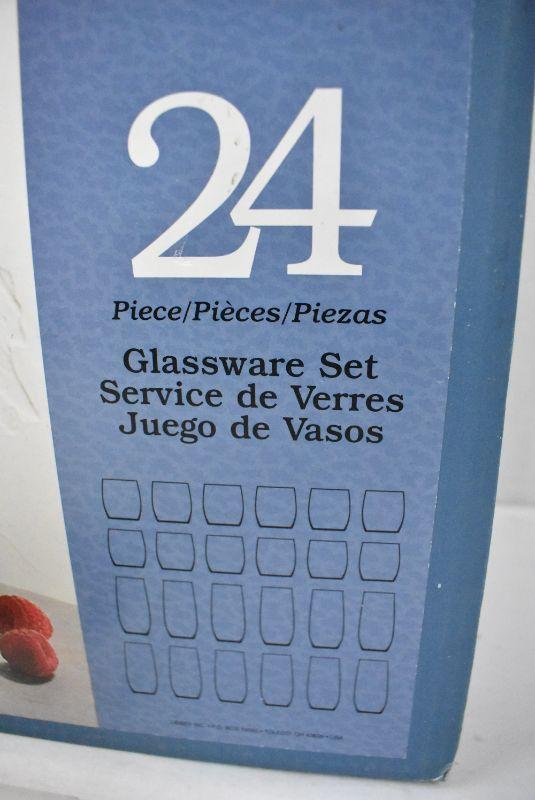 24
Piece/Pièces/Piezas
Glassware Set
Service de Verres
Juego de Vasos